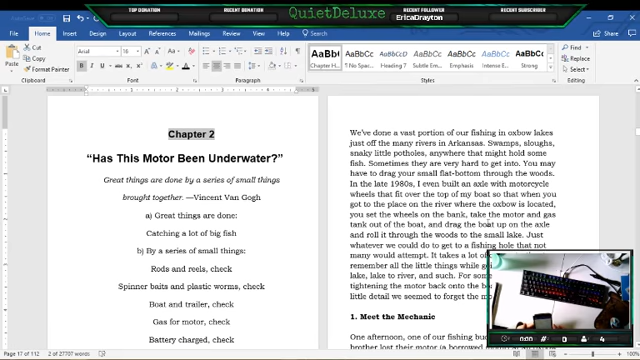 TOP DONATION
RECENT DONATION
QuietDeluxe
RECENT FOLLOWER
EricaDrayton
RECENT SUBSCRIBER
File
Home
Insert
Design
Layout
References
Mailings
Review
View
Help
Cut
Copy
Format Painter
Paste
Clipboard
Arial
16
Font
Paragraph
AaBb
AaBbCc
AaBbCcD
AaBbCc
AaBbCc
AaBbCc
Chapter H...
¶ No Spac...
Heading 7
Subtle Em...
Emphasis
Intense E...
Styles
Find
Replace
Select
Editing
Share
Chapter 2
“Has This Motor Been Underwater?”
Great things are done by a series of small things
brought together. —Vincent Van Gogh
a) Great things are done:
Catching a lot of big fish
b) By a series of small things:
Rods and reels, check
Spinner baits and plastic worms, check
Boat and trailer, check
Gas for motor, check
Battery charged, check
We've done a vast portion of our fishing in oxbow lakes
just off the many rivers in Arkansas. Swamps, sloughs,
snaky little potholes, anywhere that might hold some
fish. Sometimes they are very hard to get into. You may
have to drag your small flat-bottom through the woods.
In the late 1980s, I even built an axle with motorcycle
wheels that fit over the top of my boat so that when you
got to the place on the river where the oxbow is located,
you set the wheels on the bank, take the motor and gas
tank out of the boat, and drag the boat up on the axle
and roll it through the woods to the small lake. Just
whatever we could do to get to a fishing hole that not
many would attempt. It takes a lot of
remember all the little things while
lake, lake to river, and such. For some
tightening the motor back onto the
little detail we seemed to forget the
1. Meet the Mechanic
One afternoon, one of our fishing
brother lost their motor (a borrowed
0:00
0
4
Page 17 of 112
2 of 27707 words
100%